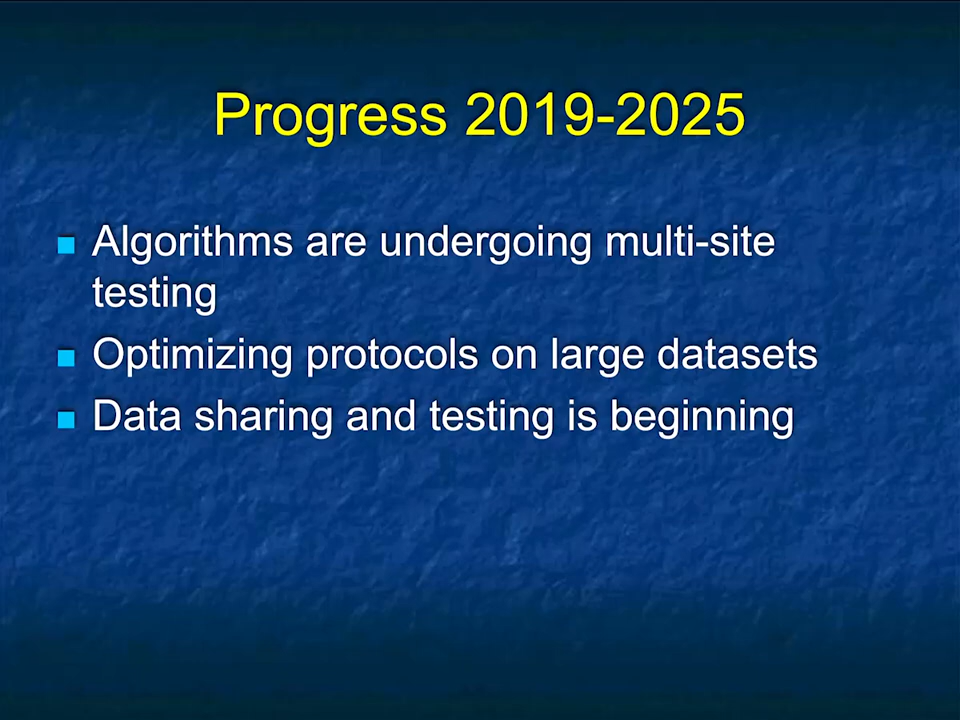 Progress 2019-2025
Algorithms are undergoing multi-site
testing
Optimizing protocols on large datasets
Data sharing and testing is beginning